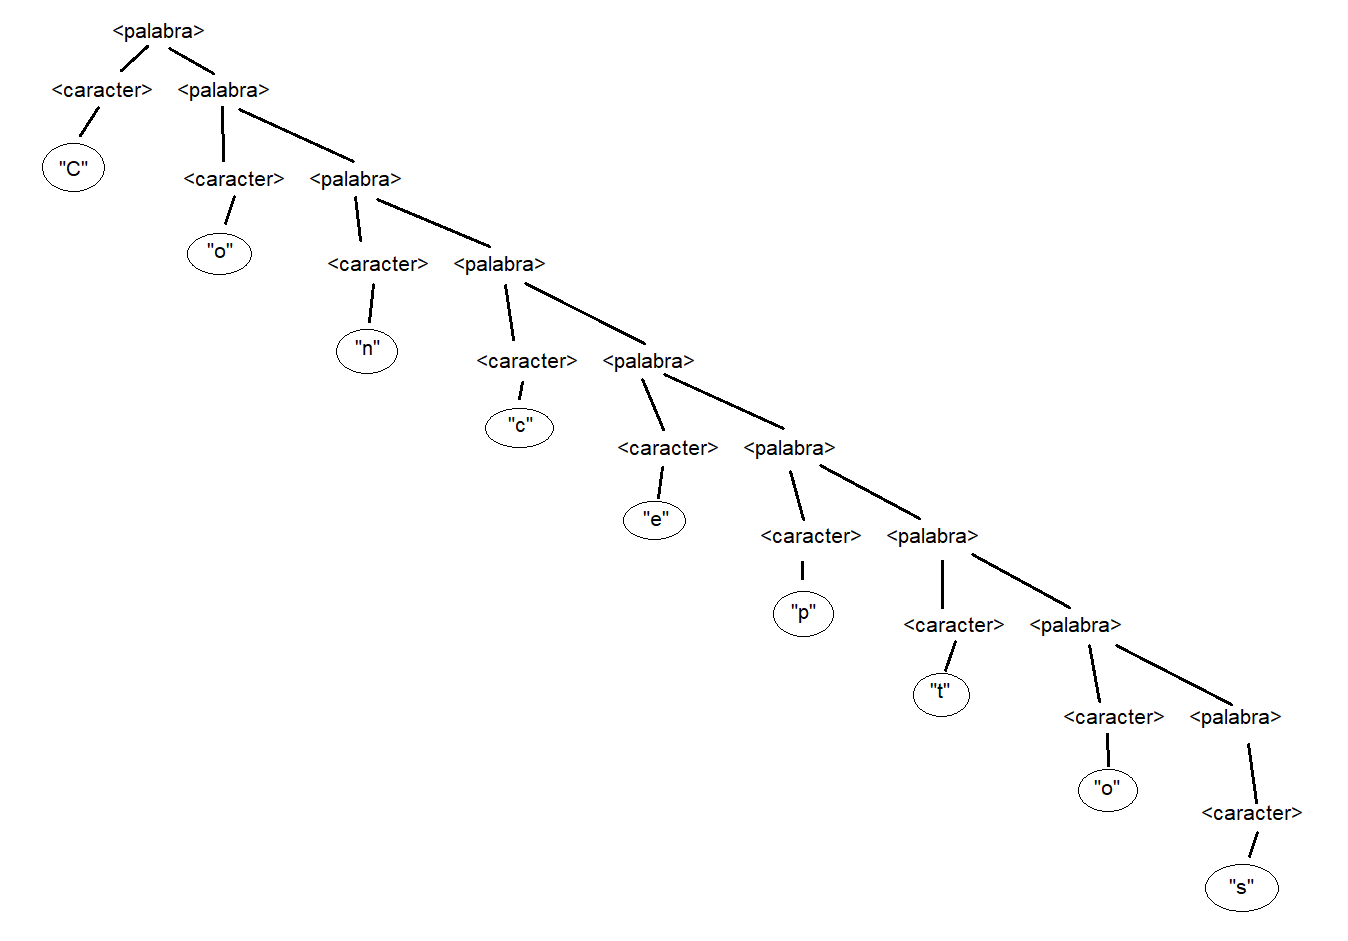 <palabra>
<caracter> <palabra>
"C"
<caracter> <palabra>
"o"
<caracter> <palabra>
"n"
<caracter> <palabra>
"c"
<caracter> <palabra>
"e"
<caracter> <palabra>
"p"
<caracter> <palabra>
"t"
<caracter> <palabra>
"o"
<caracter>
"s"